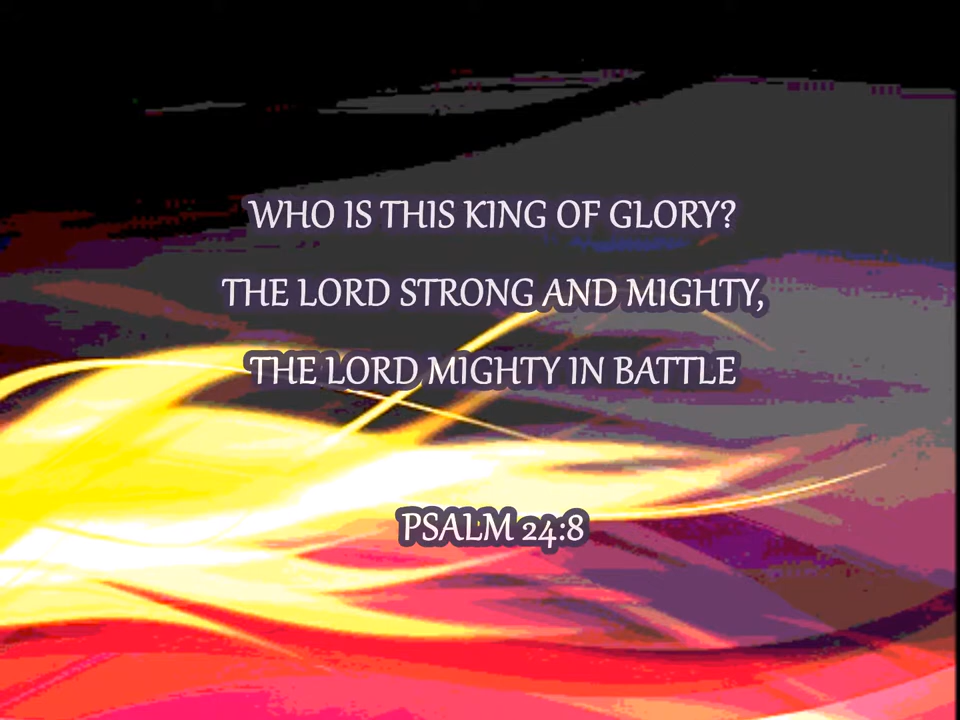 WHO IS THIS KING OF GLORY?
THE LORD STRONG AND MIGHTY,
THE LORD MIGHTY IN BATTLE
PSALM 24:8